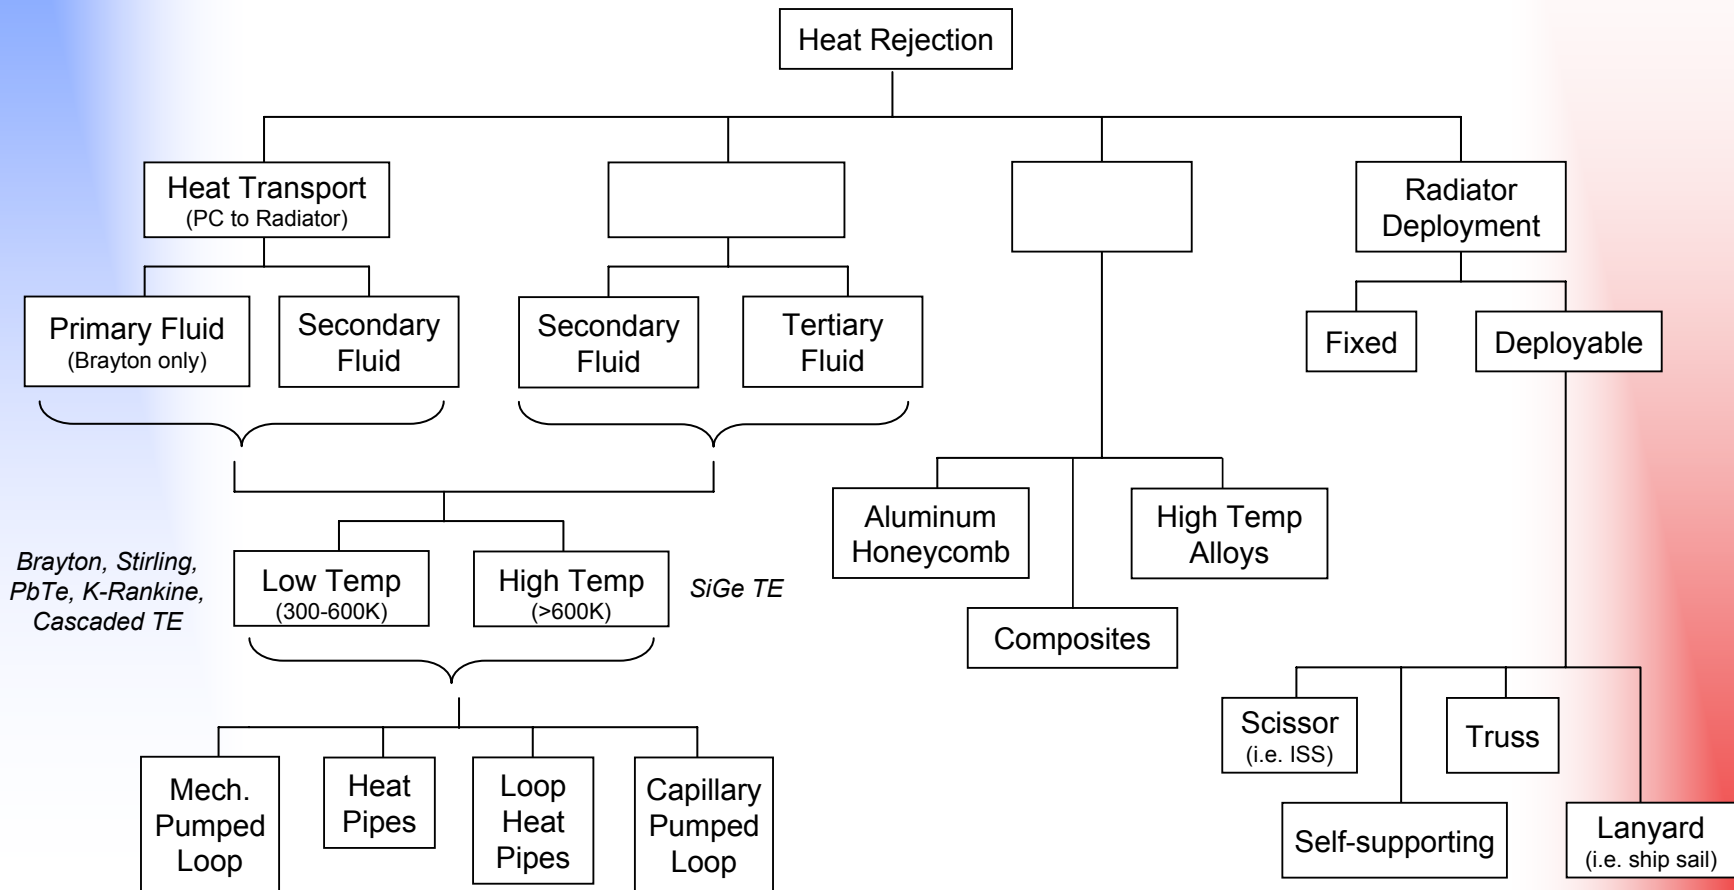 Heat Rejection
Heat Transport
(PC to Radiator)
Radiator
Deployment
Primary Fluid
(Brayton only)
Secondary
Fluid
Secondary
Fluid
Tertiary
Fluid
Fixed
Deployable
Aluminum
Honeycomb
High Temp
Alloys
Composites
Brayton, Stirling,
PbTe, K-Rankine,
Cascaded TE
Low Temp
(300-600K)
High Temp
(>600K)
SiGe TE
Scissor
(i.e. ISS)
Truss
Self-supporting
Lanyard
(i.e. ship sail)
Mech.
Pumped
Loop
Heat
Pipes
Loop
Heat
Pipes
Capillary
Pumped
Loop